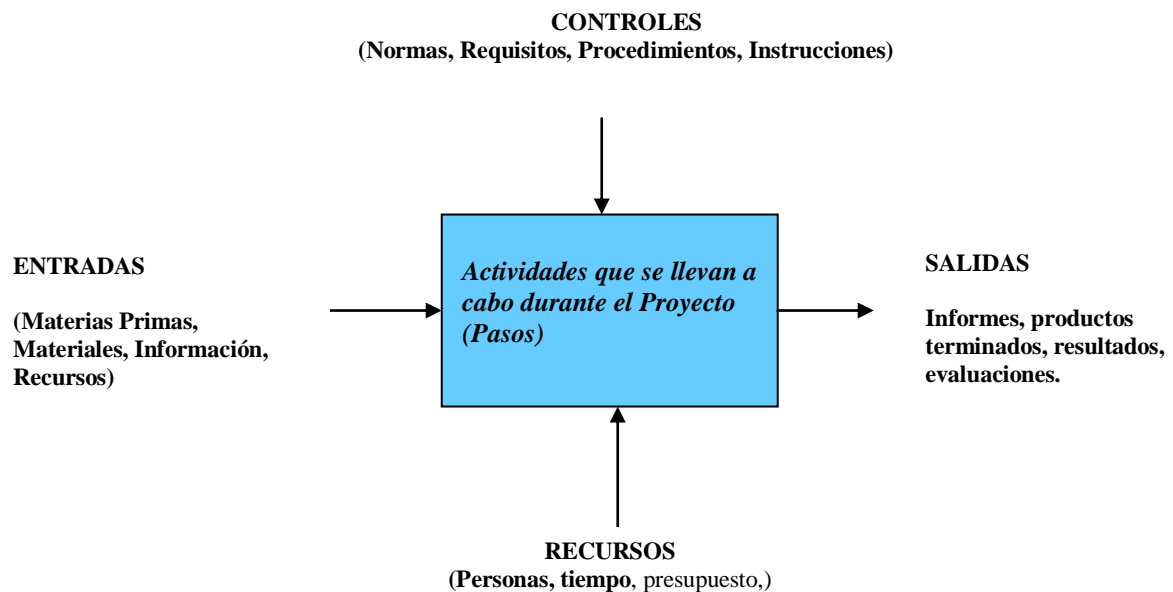 CONTROLES
(Normas, Requisitos, Procedimientos, Instrucciones)
ENTRADAS
(Materias Primas,
Materiales, Información,
Recursos)
Actividades que se llevan a
cabo durante el Proyecto
(Pasos)
SALIDAS
Informes, productos
terminados, resultados,
evaluaciones.
RECURSOS
(Personas, tiempo, presupuesto,)